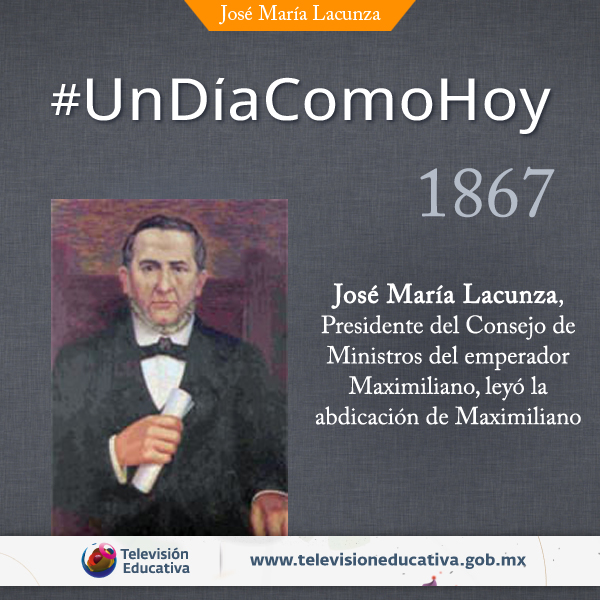 José María Lacunza
#UnDíaComoHoy
1867
José María Lacunza,
Presidente del Consejo de
Ministros del emperador
Maximiliano, leyó la
abdicación de Maximiliano
Televisión
Educativa
www.televisioneducativa.gob.mx